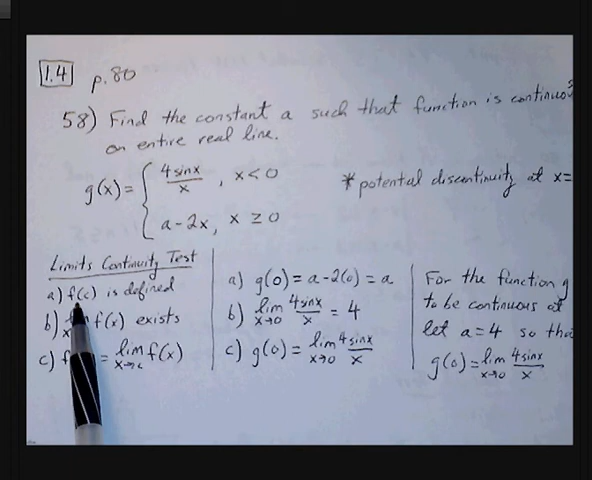 1.4 p.80
58) Find the constant a such that function is
on entire real line.
g(x) = { 4 sinx / x , x < 0
a - 2x, x ≥ 0
*potential discontinuity at x=
Limits Continuity Test
a) f(c) is defined
b) f(x) exists
c) = lim x→c f(x)
a) g(0) = a - 2(0) = a
b) lim x→0 4 sinx / x = 4
c) g(0) = lim x→0 4 sinx / x
For the function g
to be continuous at
let a = 4 so
g(0) = lim x→0 4 sinx / x